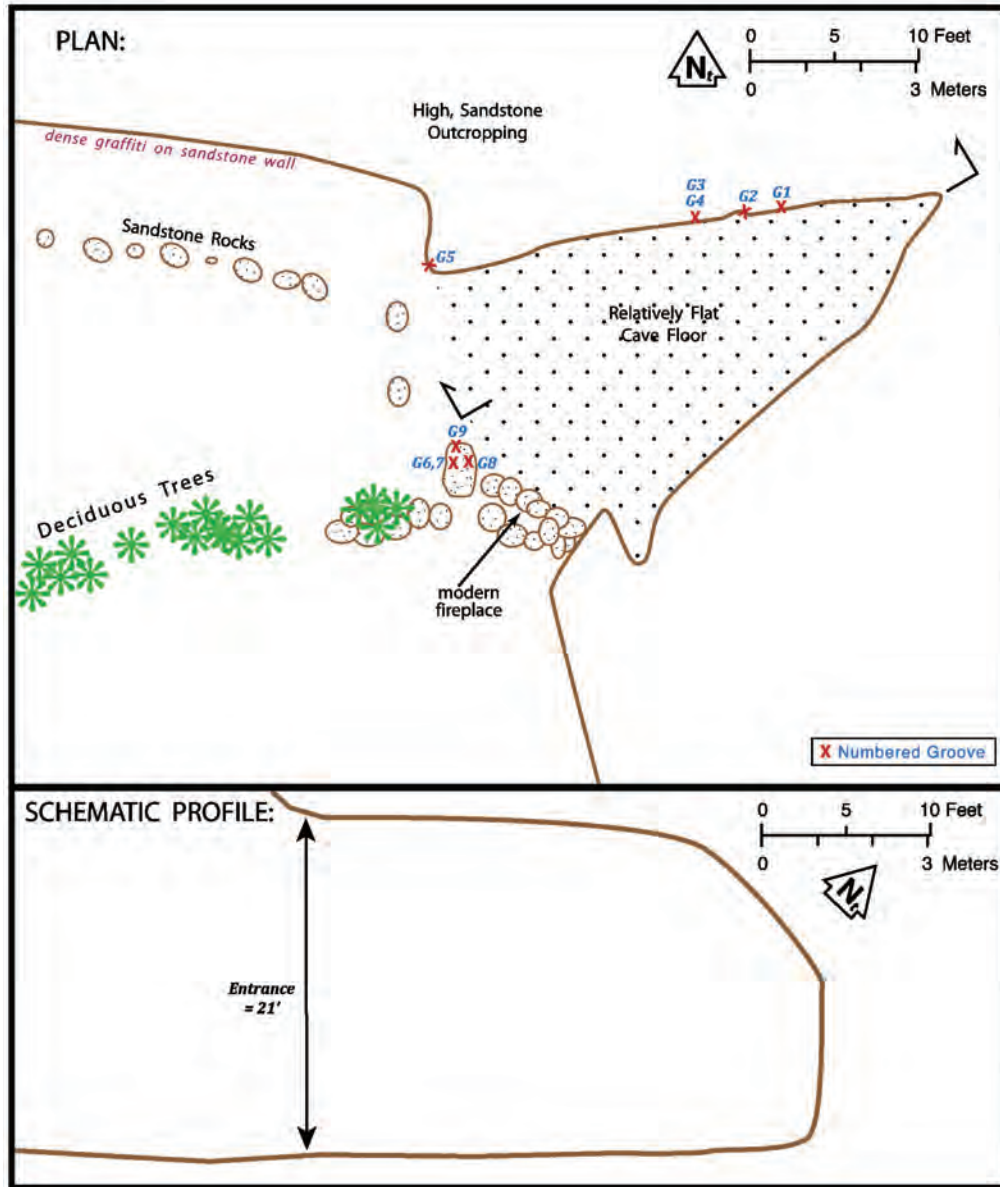 PLAN:
0 5 10 Feet
Nt
0 3 Meters
High, Sandstone
Outcropping
dense graffiti on sandstone wall
G3
G4
G2
G1
Sandstone Rocks
G5
Relatively Flat
Cave Floor
G9
G6,7
G8
Deciduous Trees
modern
fireplace
X Numbered Groove
SCHEMATIC PROFILE:
0 5 10 Feet
0 3 Meters
Entrance
= 21'